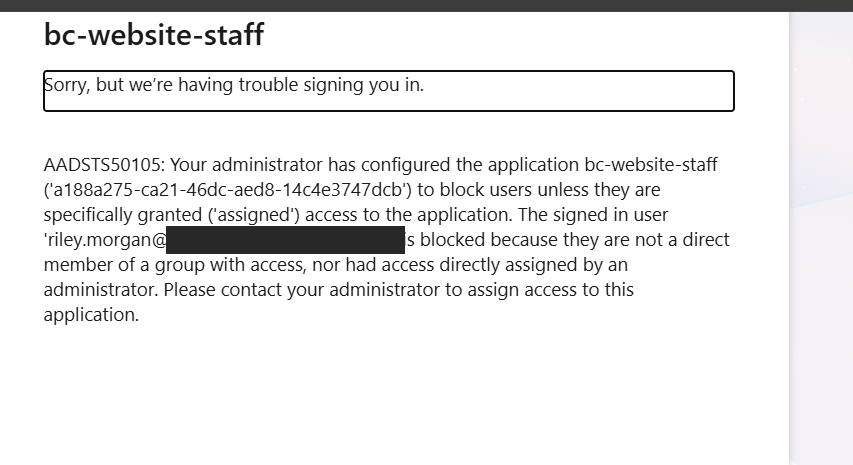 bc-website-staff
Sorry, but we're having trouble signing you in.
AADSTS50105: Your administrator has configured the application bc-website-staff
('a188a275-ca21-46dc-aed8-14c4e3747dcb') to block users unless they are
specifically granted ('assigned') access to the application. The signed in user
'riley.morgan@ is blocked because they are not a direct
member of a group with access, nor had access directly assigned by an
administrator. Please contact your administrator to assign access to this
application.